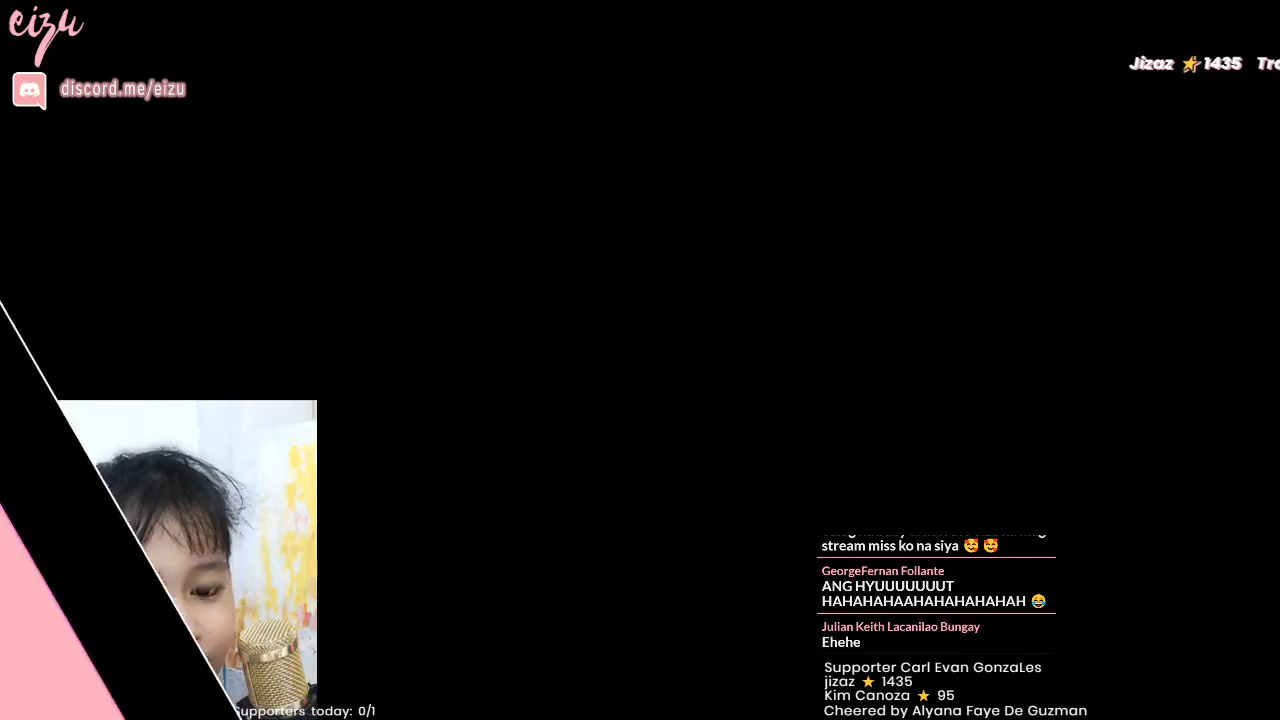 eizu
discord.me/eizu
Jizaz ⭐ 1435 Tre
stream miss ko na siya 🥰 🥰
GeorgeFernan Follante
ANG HYUUUUUUUT
HAHAHAHAAHAHAHAHAHAH 😂
Julian Keith Lacanilao Bungay
Ehehe
Supporter Carl Evan GonzaLes
jizaz ⭐ 1435
Kim Canoza ⭐ 95
Cheered by Alyana Faye De Guzman
Supporters today: 0/1